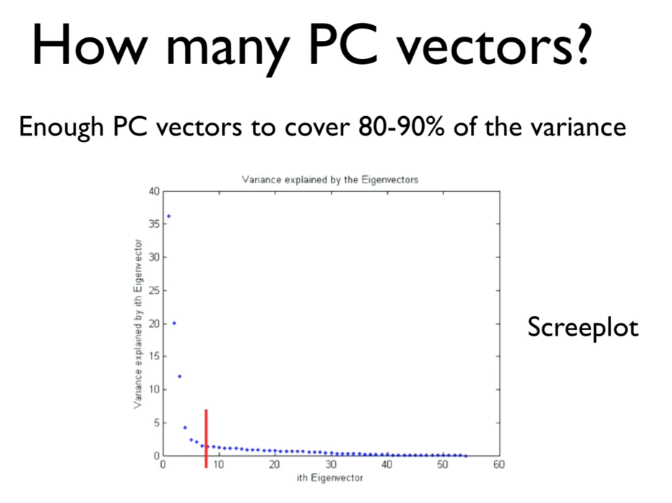 How many PC vectors?
Enough PC vectors to cover 80-90% of the variance
Variance explained by the Eigenvectors
Variance explained by ith Eigenvector
40
35
30
25
20
15
10
5
0
0 10 20 30 40 50 60
ith Eigenvector
Screeplot